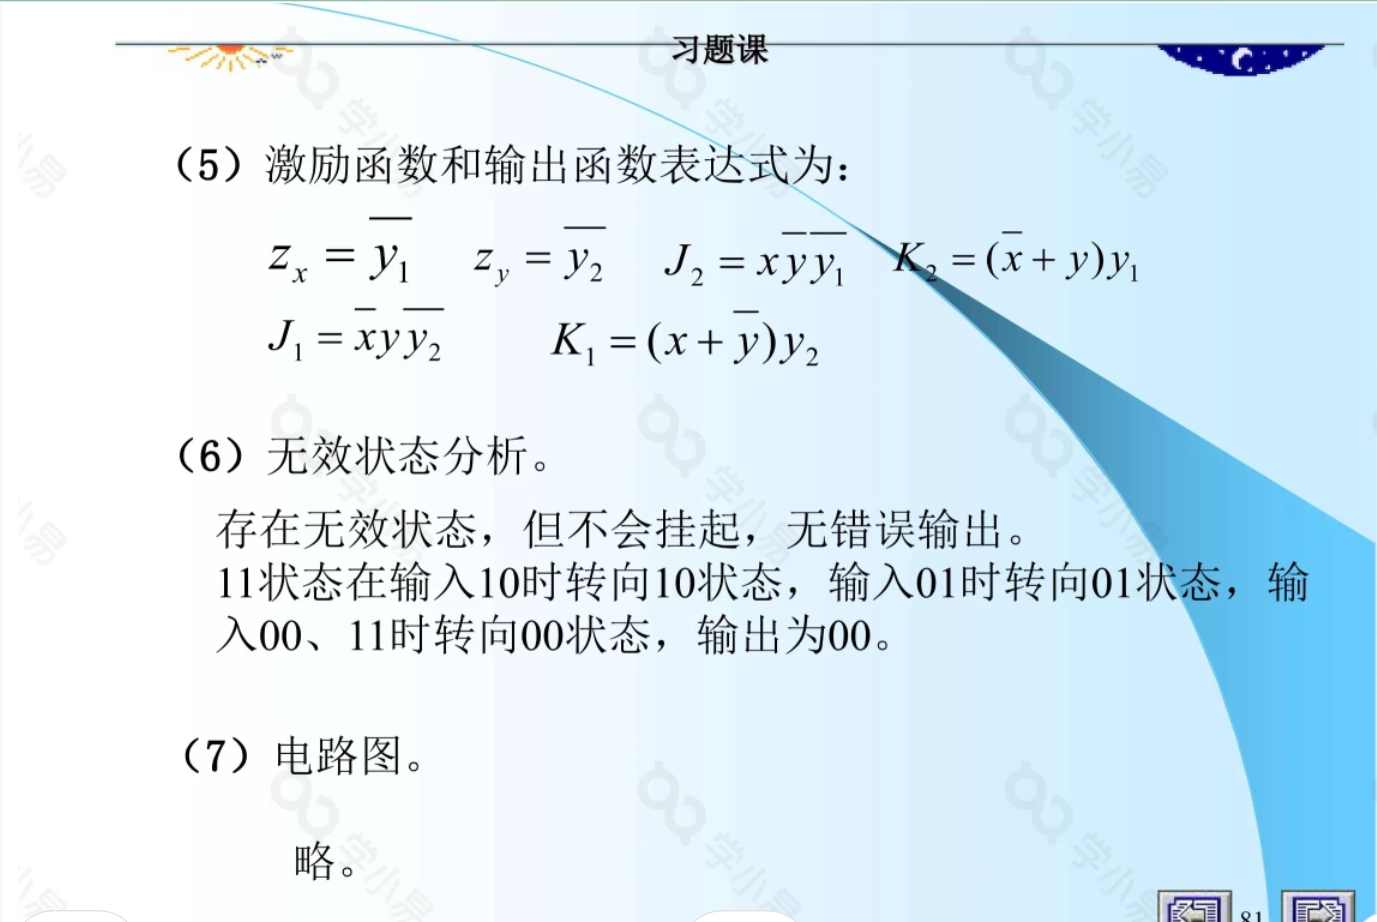 习题课
（5）激励函数和输出函数表达式为：
z_x = \overline{y_1} z_y = \overline{y_2} J_2 = x\overline{y}\overline{y_1} K_2 = (\overline{x} + y)y_1
J_1 = \overline{x}y\overline{y_2} K_1 = (x + \overline{y})y_2
（6）无效状态分析。
存在无效状态，但不会挂起，无错误输出。
11状态在输入10时转向10状态，输入01时转向01状态，输
入00、11时转向00状态，输出为00。
（7）电路图。
略。
81
学小易